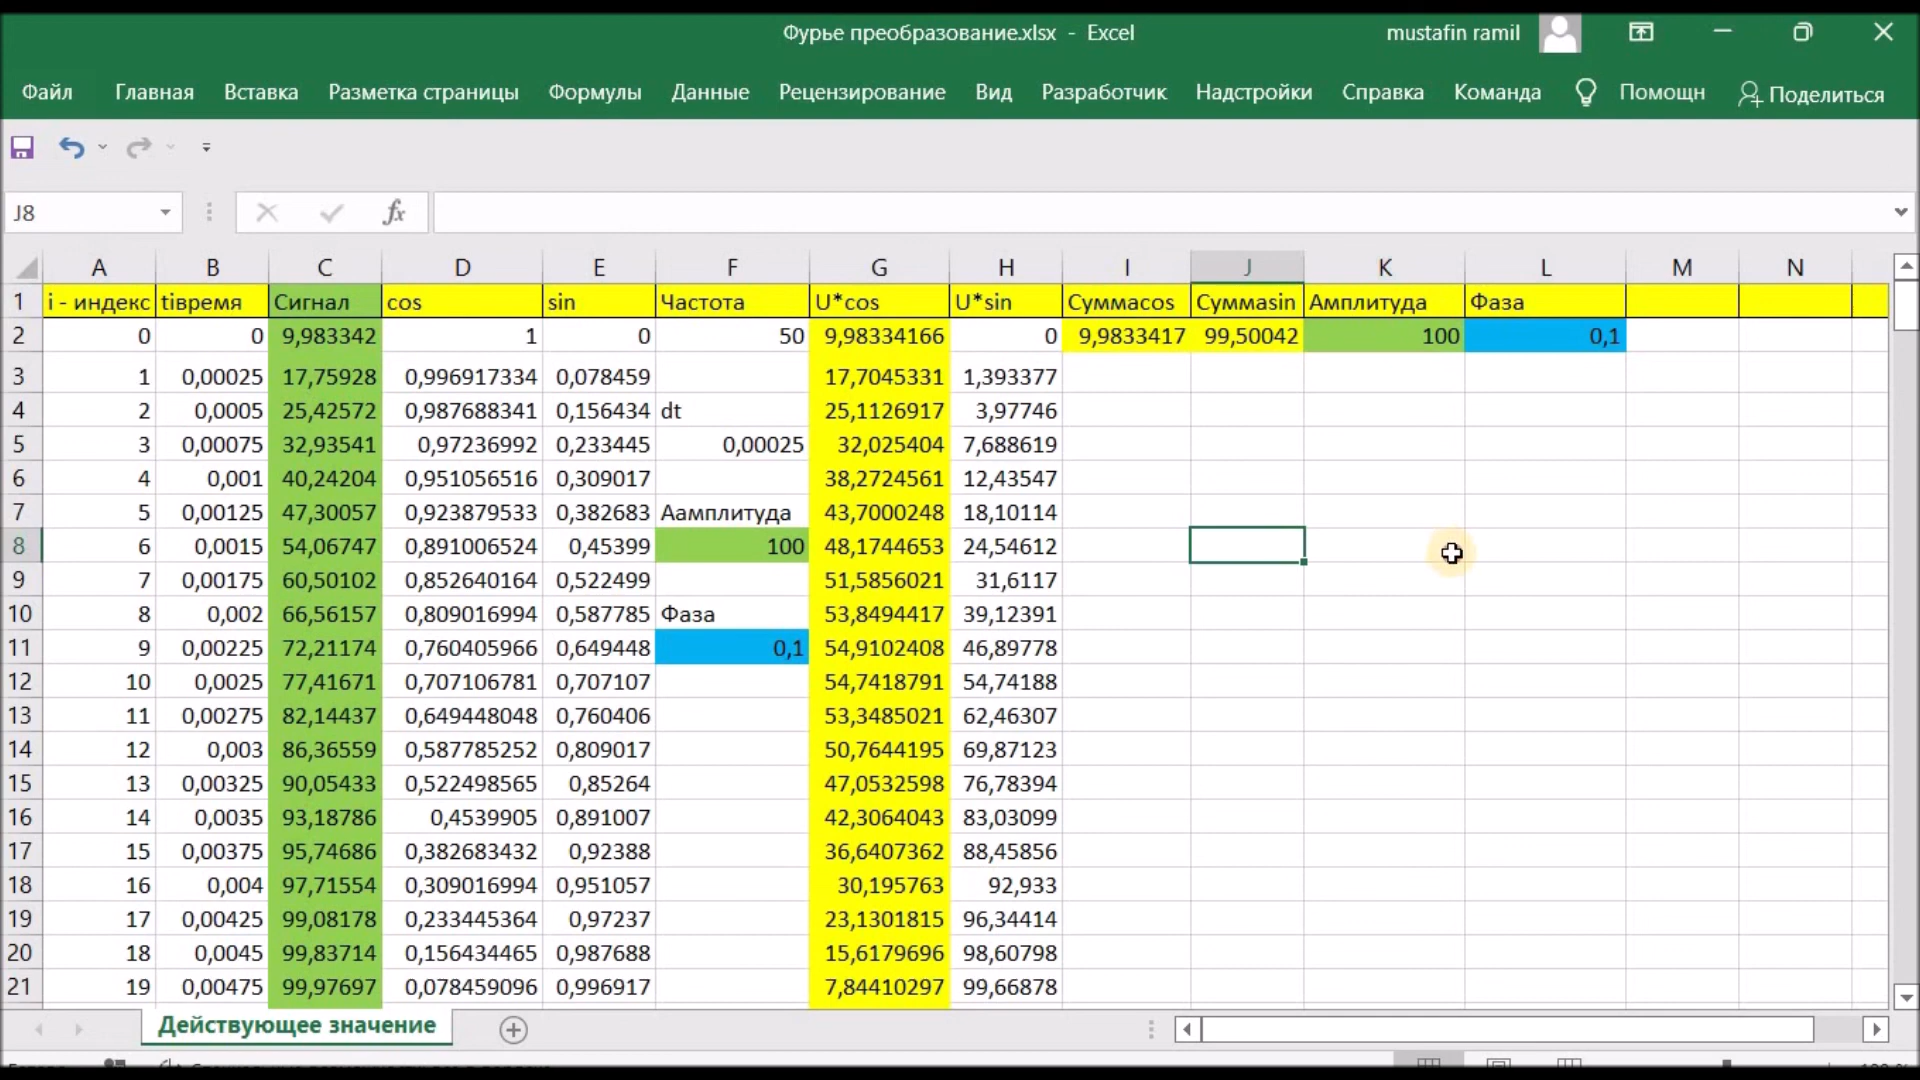 Фурье преобразование.xlsx - Excel
mustafin ramil
Файл Главная Вставка Разметка страницы Формулы Данные Рецензирование Вид Разработчик Надстройки Справка Команда Помощн Поделиться
J8 fx
A B C D E F G H I J K L M N
1 i - индекс tiвремя Сигнал cos sin Частота U*cos U*sin Суммаcos Суммаsin Амплитуда Фаза
2 0 0 9,983342 1 0 50 9,98334166 0 9,9833417 99,50042 100 0,1
3 1 0,00025 17,75928 0,996917334 0,078459 17,7045331 1,393377
4 2 0,0005 25,42572 0,987688341 0,156434 dt 25,1126917 3,97746
5 3 0,00075 32,93541 0,97236992 0,233445 0,00025 32,025404 7,688619
6 4 0,001 40,24204 0,951056516 0,309017 38,2724561 12,43547
7 5 0,00125 47,30057 0,923879533 0,382683 Аамплитуда 43,7000248 18,10114
8 6 0,0015 54,06747 0,891006524 0,45399 100 48,1744653 24,54612
9 7 0,00175 60,50102 0,852640164 0,522499 51,5856021 31,6117
10 8 0,002 66,56157 0,809016994 0,587785 Фаза 53,8494417 39,12391
11 9 0,00225 72,21174 0,760405966 0,649448 0,1 54,9102408 46,89778
12 10 0,0025 77,41671 0,707106781 0,707107 54,7418791 54,74188
13 11 0,00275 82,14437 0,649448048 0,760406 53,3485021 62,46307
14 12 0,003 86,36559 0,587785252 0,809017 50,7644195 69,87123
15 13 0,00325 90,05433 0,522498565 0,85264 47,0532598 76,78394
16 14 0,0035 93,18786 0,4539905 0,891007 42,3064043 83,03099
17 15 0,00375 95,74686 0,382683432 0,92388 36,6407362 88,45856
18 16 0,004 97,71554 0,309016994 0,951057 30,195763 92,933
19 17 0,00425 99,08178 0,233445364 0,97237 23,1301815 96,34414
20 18 0,0045 99,83714 0,156434465 0,987688 15,6179696 98,60798
21 19 0,00475 99,97697 0,078459096 0,996917 7,84410297 99,66878
Действующее значение